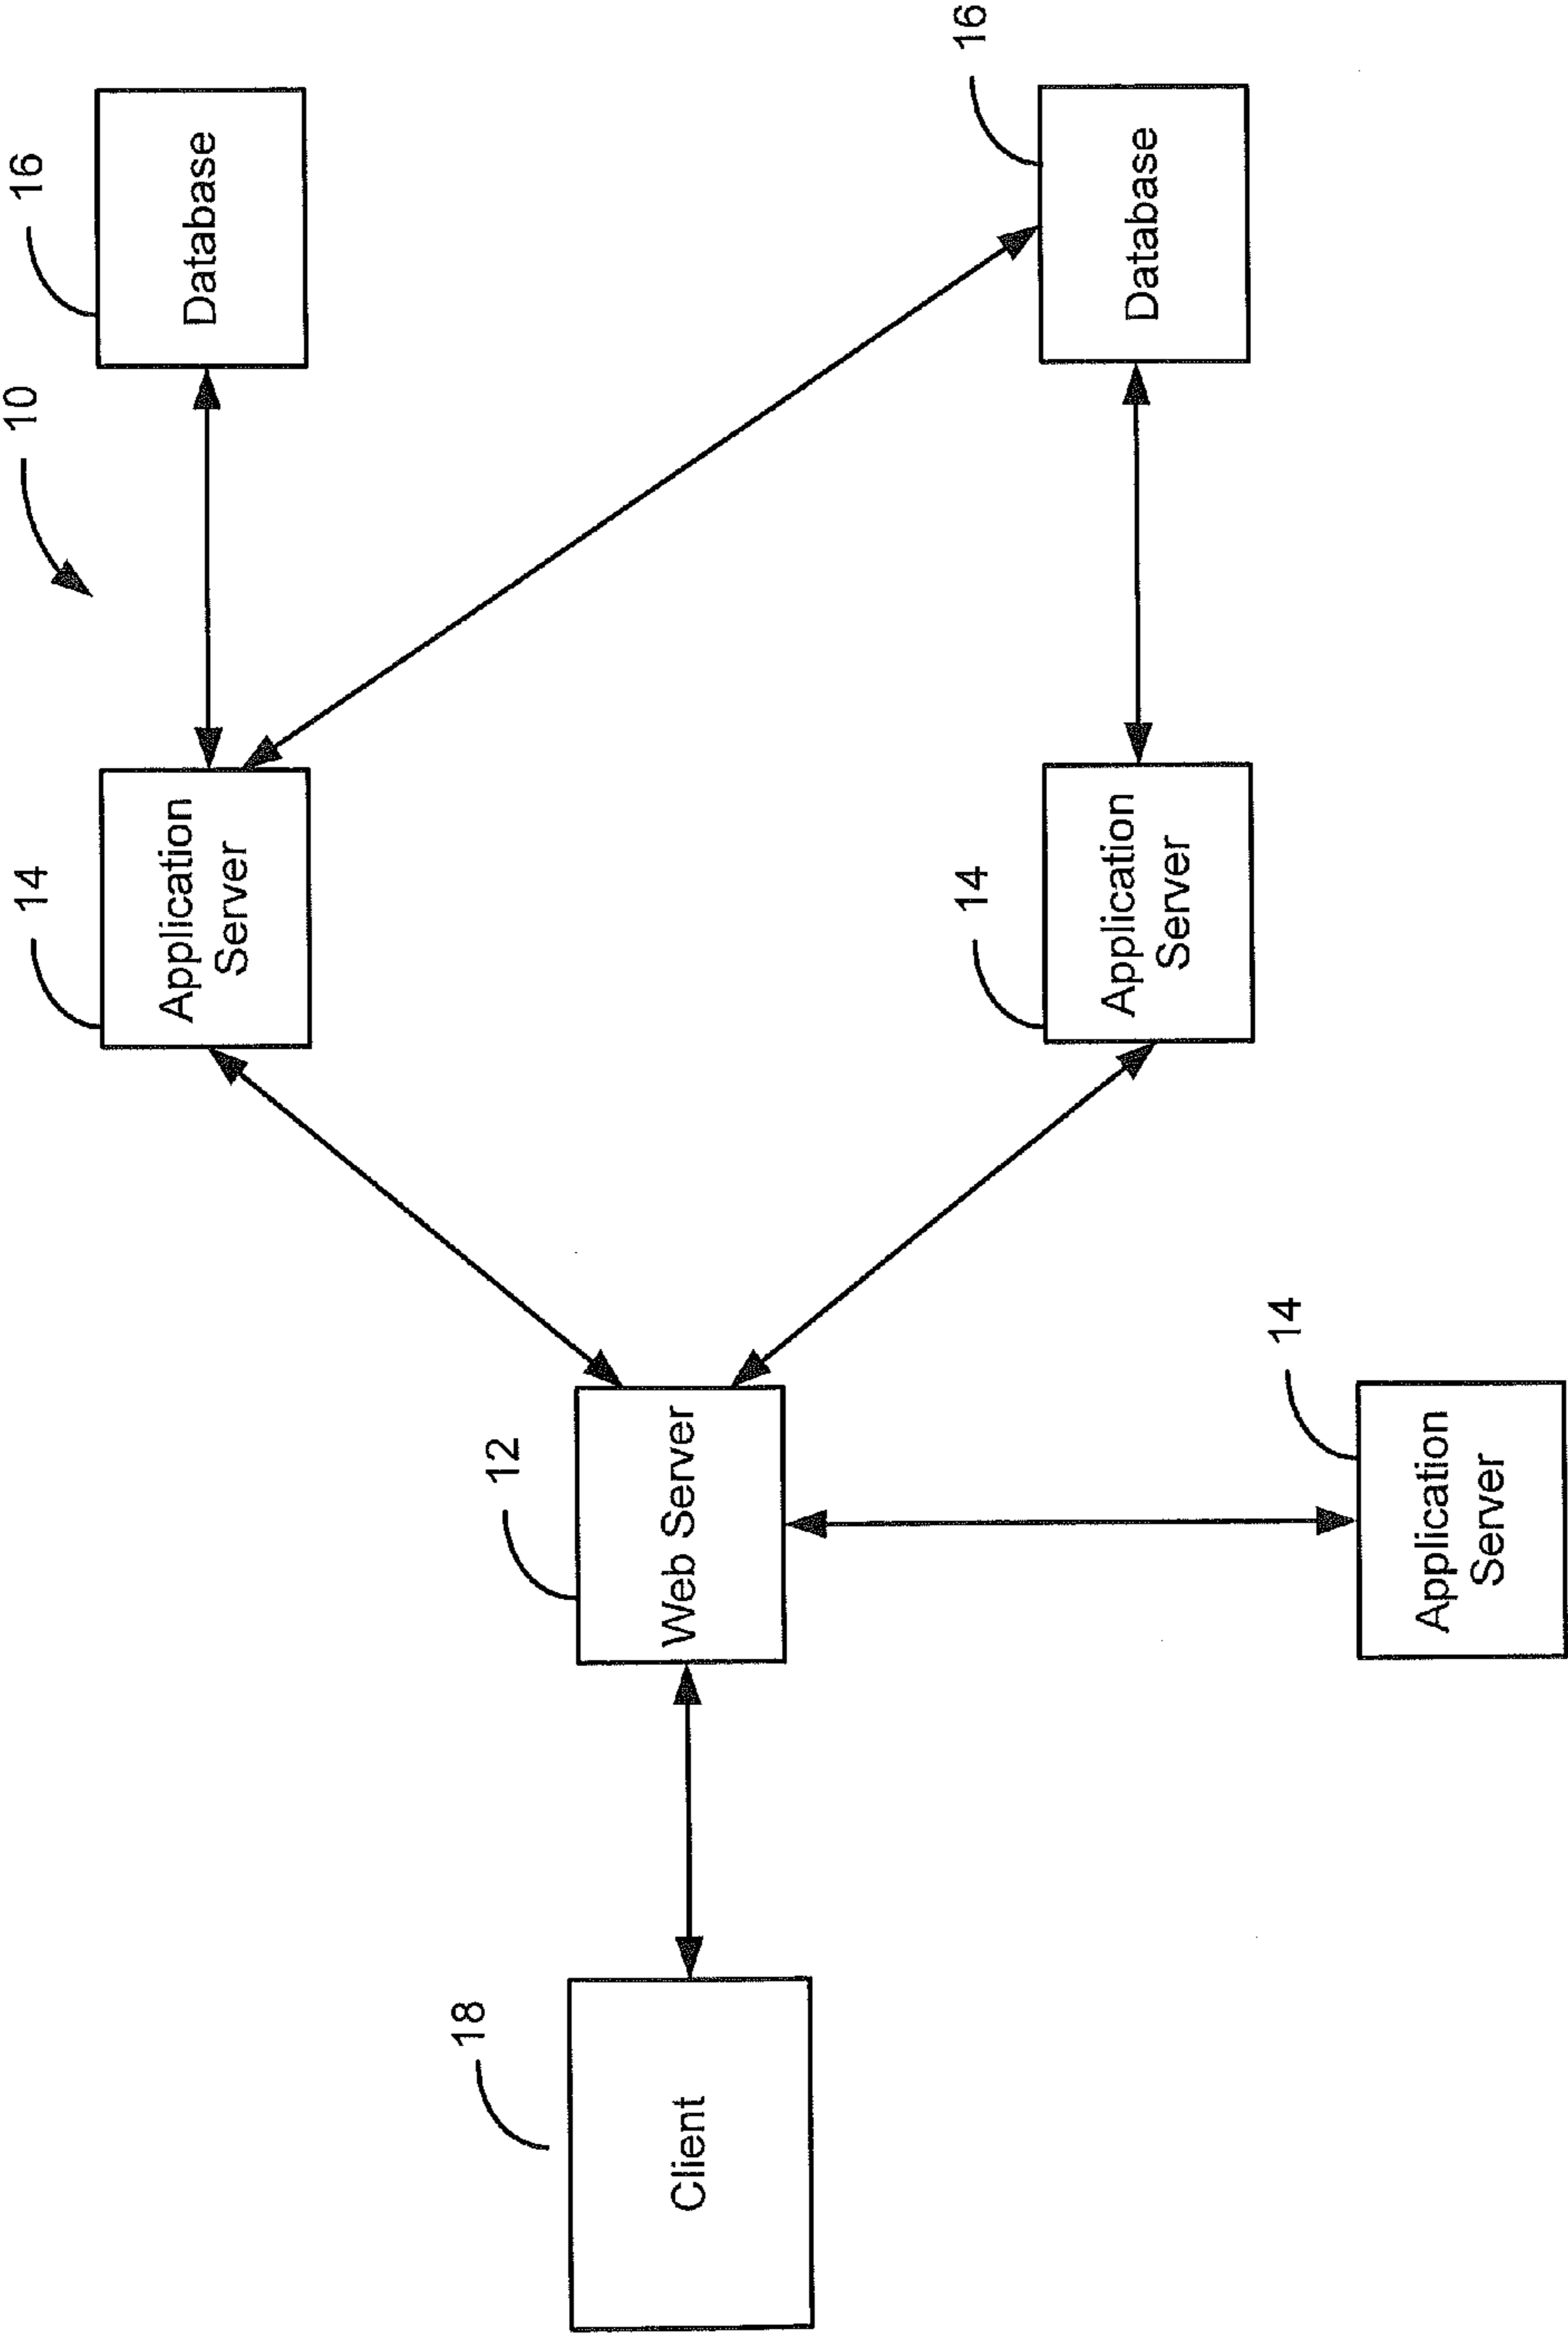 10
14
16
Application
Server
Database
12
18
Web Server
Client
14
16
Application
Server
Database
14
Application
Server